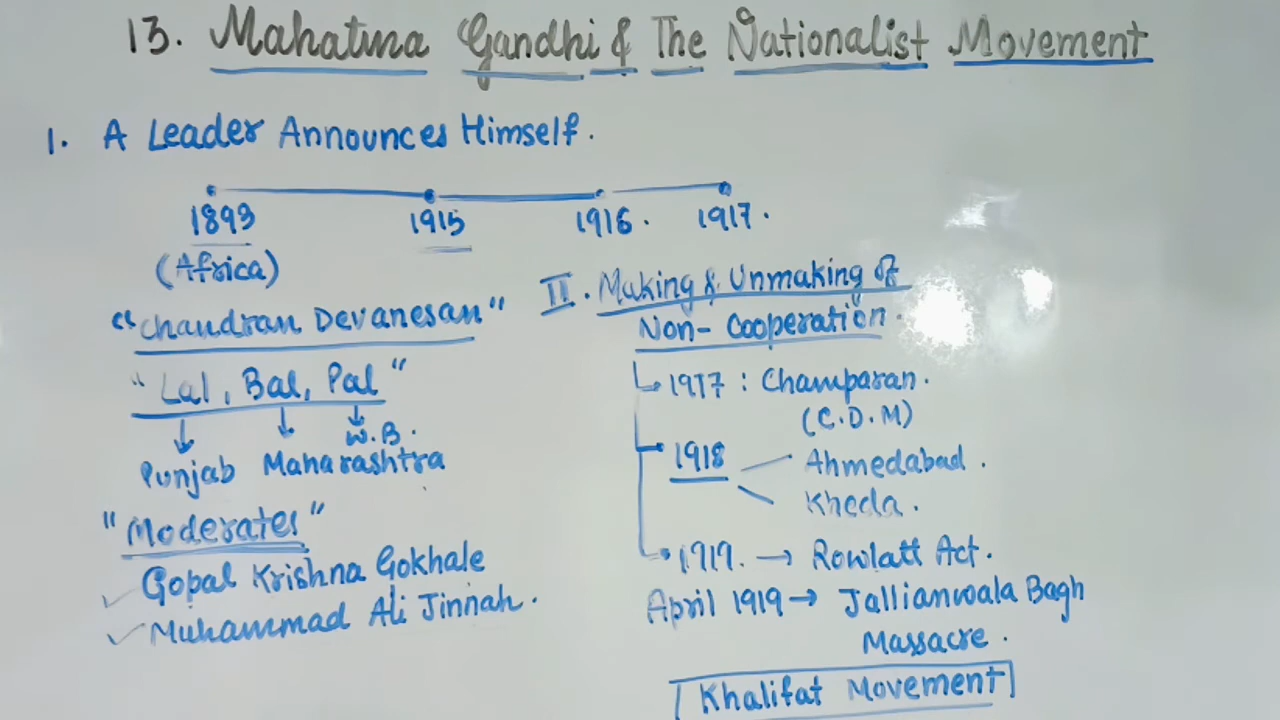 13. Mahatma Gandhi & The Nationalist Movement
1. A Leader Announces Himself.
1893 1915 1916. 1917.
(Africa)
"Chandran Devanesan"
"Lal, Bal, Pal"
W.B.
Punjab Maharashtra
"Moderates"
Gopal Krishna Gokhale
Muhammad Ali Jinnah.
II. Making & Unmaking of
Non-Cooperation.
1917 : Champaran.
(C.D.M)
1918 Ahmedabad.
Kheda.
1919. → Rowlatt Act.
April 1919 → Jallianwala Bagh
Massacre.
Khalifat Movement